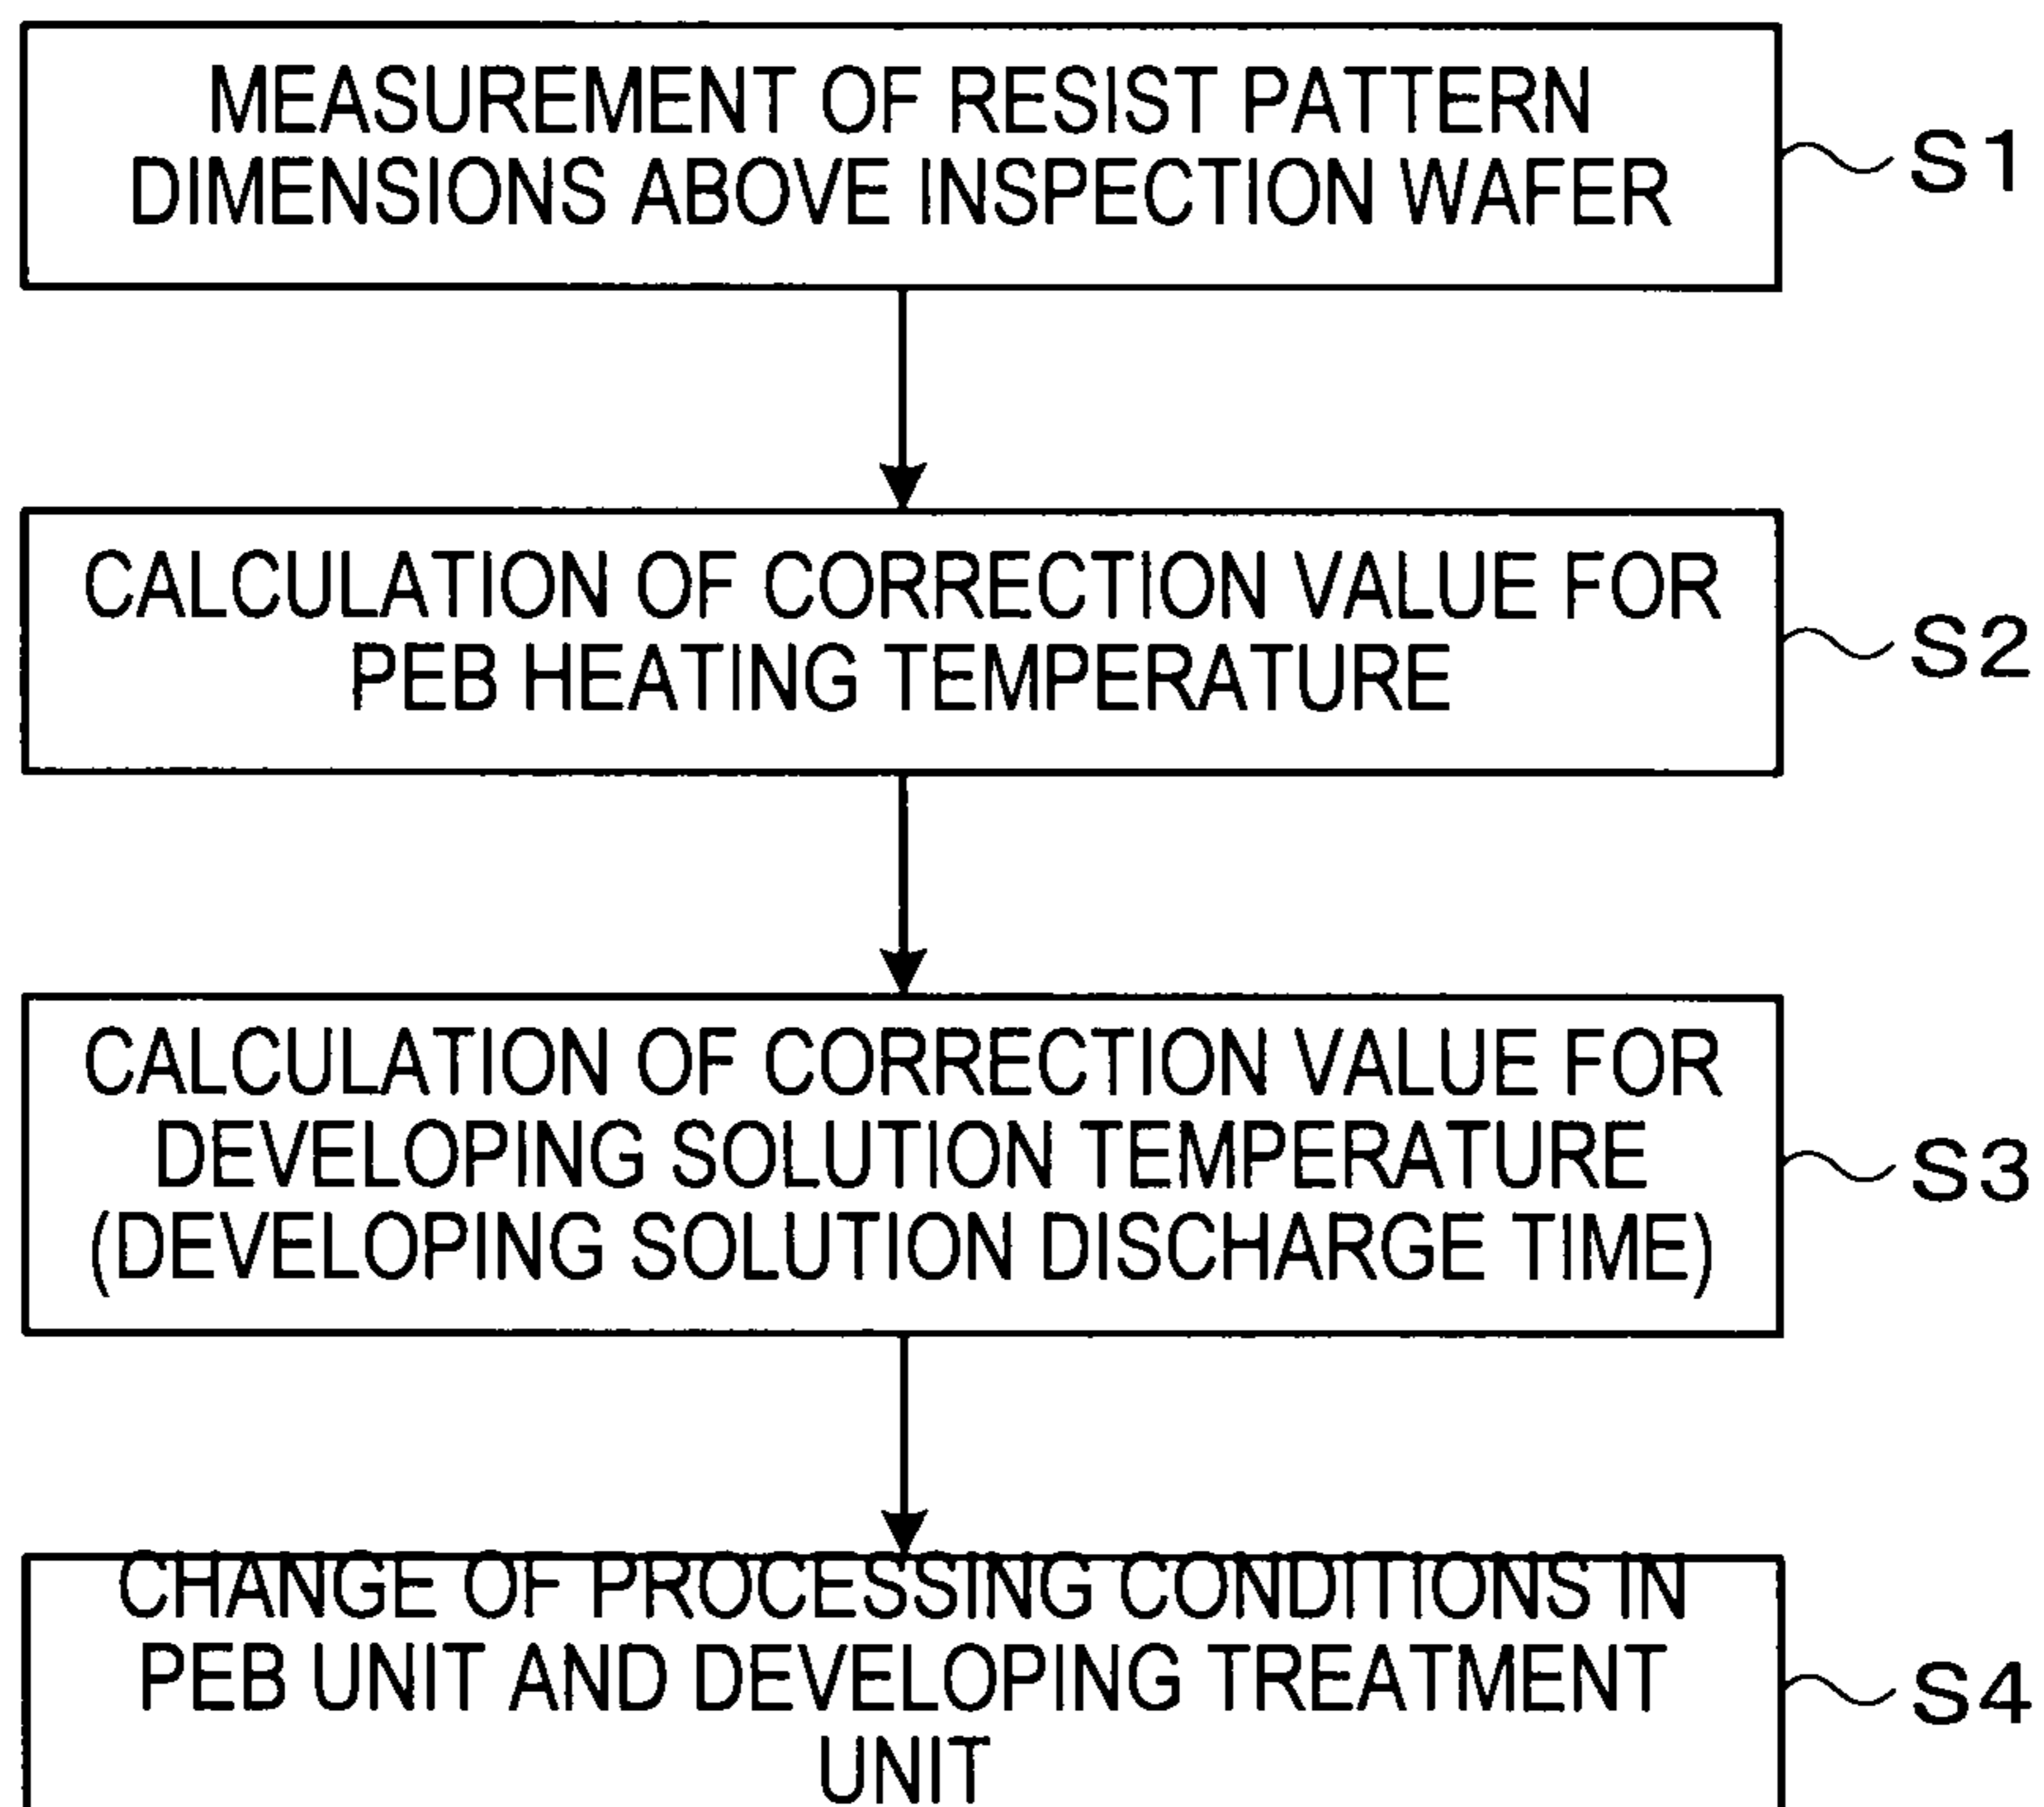 MEASUREMENT OF RESIST PATTERN
DIMENSIONS ABOVE INSPECTION WAFER
S1
CALCULATION OF CORRECTION VALUE FOR
PEB HEATING TEMPERATURE
S2
CALCULATION OF CORRECTION VALUE FOR
DEVELOPING SOLUTION TEMPERATURE
(DEVELOPING SOLUTION DISCHARGE TIME)
S3
CHANGE OF PROCESSING CONDITIONS IN
PEB UNIT AND DEVELOPING TREATMENT
UNIT
S4